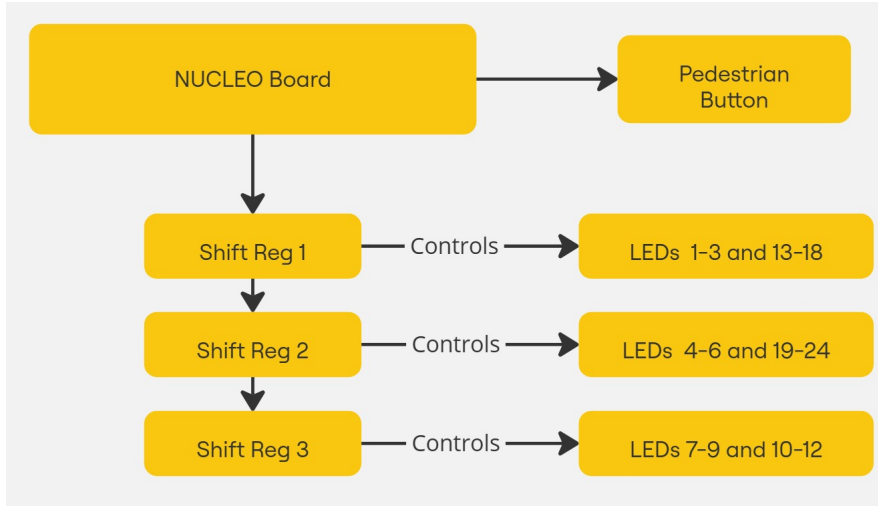 NUCLEO Board
Pedestrian
Button
Shift Reg 1
Controls
LEDs 1-3 and 13-18
Shift Reg 2
Controls
LEDs 4-6 and 19-24
Shift Reg 3
Controls
LEDs 7-9 and 10-12